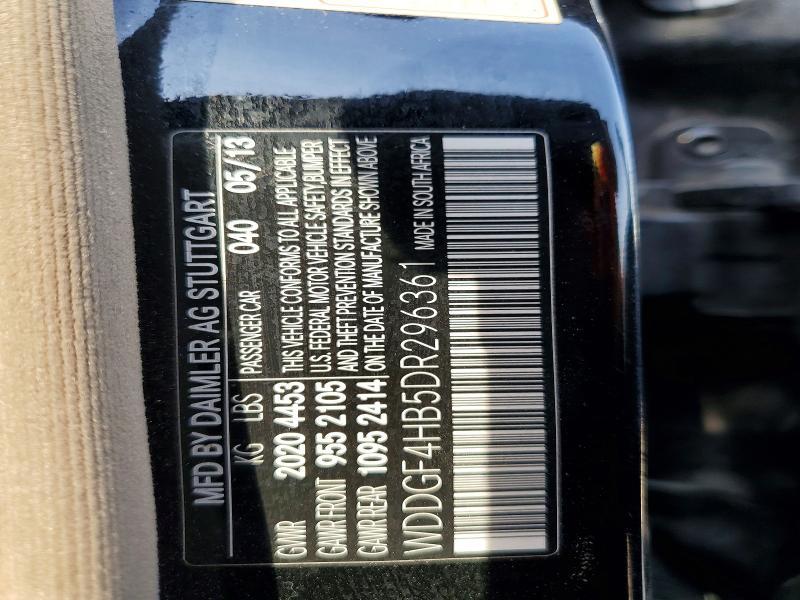 MFD BY DAIMLER AG STUTTGART
KG LBS PASSENGER CAR 040 05/13
GVWR 2020 4453
GAWR FRONT 955 2105
GAWR REAR 1095 2414
THIS VEHICLE CONFORMS TO ALL APPLICABLE
U.S. FEDERAL MOTOR VEHICLE SAFETY BUMPER
AND THEFT PREVENTION STANDARDS IN EFFECT
ON THE DATE OF MANUFACTURE SHOWN ABOVE
WDDGF4HB5DR296361 MADE IN SOUTH AFRICA